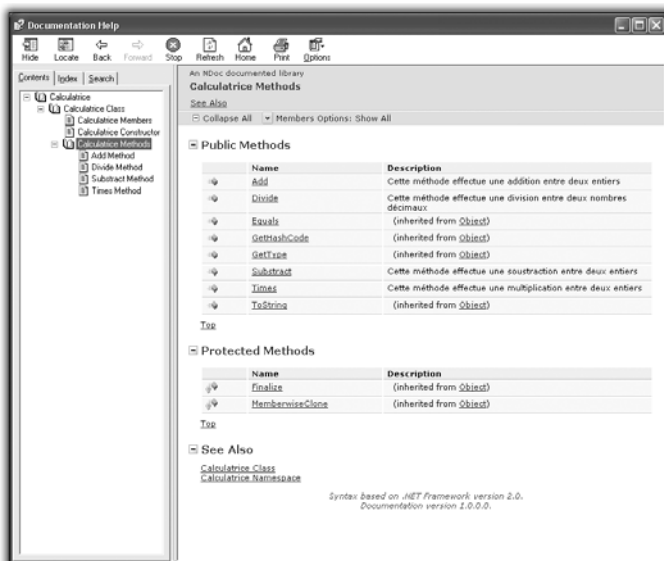 Documentation Help
Hide Locate Back Forward Stop Refresh Home Print Options
Contents Index Search
Calculatrice
Calculatrice Class
Calculatrice Members
Calculatrice Constructor
Calculatrice Methods
Add Method
Divide Method
Substract Method
Times Method
An NDoc documented library
Calculatrice Methods
See Also
Collapse All Members Options: Show All
Public Methods
Name Description
Add Cette méthode effectue une addition entre deux entiers
Divide Cette méthode effectue une division entre deux nombres
décimaux
Equals (inherited from Object)
GetHashCode (inherited from Object)
GetType (inherited from Object)
Substract Cette méthode effectue une soustraction entre deux entiers
Times Cette méthode effectue une multiplication entre deux entiers
ToString (inherited from Object)
Top
Protected Methods
Name Description
Finalize (inherited from Object)
MemberwiseClone (inherited from Object)
Top
See Also
Calculatrice Class
Calculatrice Namespace
Syntax based on .NET Framework version 2.0.
Documentation version 1.0.0.0.